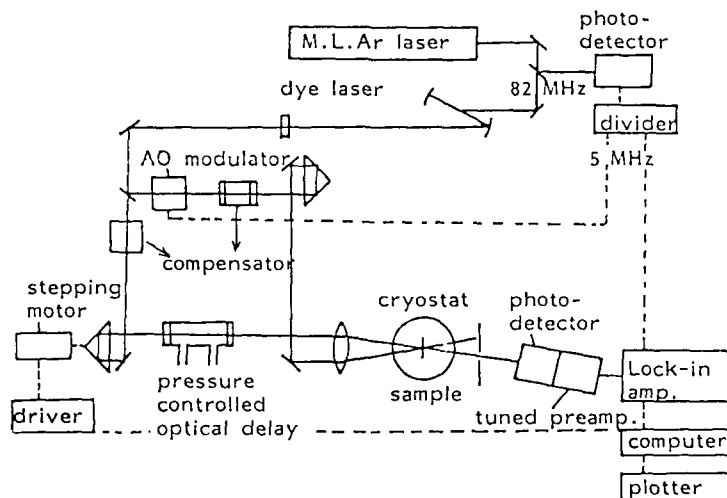 M.L.Ar laser
photo-
detector
dye laser
82 MHz
divider
AO modulator
5 MHz
compensator
stepping
motor
cryostat
photo-
detector
sample
Lock-in
amp.
driver
pressure
controlled
optical delay
tuned preamp.
computer
plotter